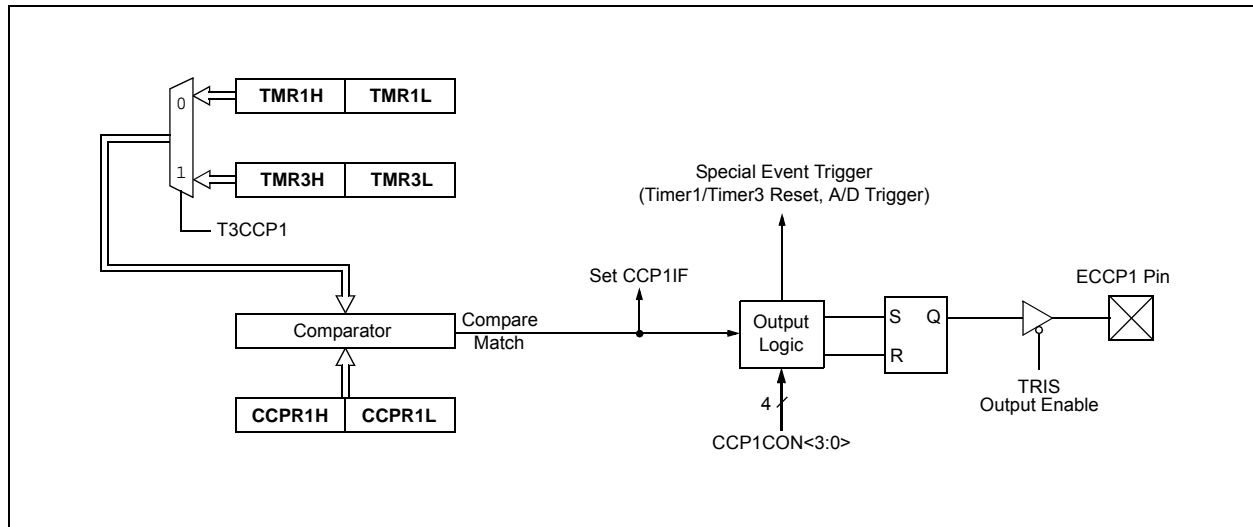 0
TMR1H TMR1L
1
TMR3H TMR3L
T3CCP1
Special Event Trigger
(Timer1/Timer3 Reset, A/D Trigger)
Set CCP1IF
ECCP1 Pin
Comparator
Compare
Match
Output
Logic
S Q
R
TRIS
Output Enable
CCPR1H CCPR1L
4
CCP1CON<3:0>